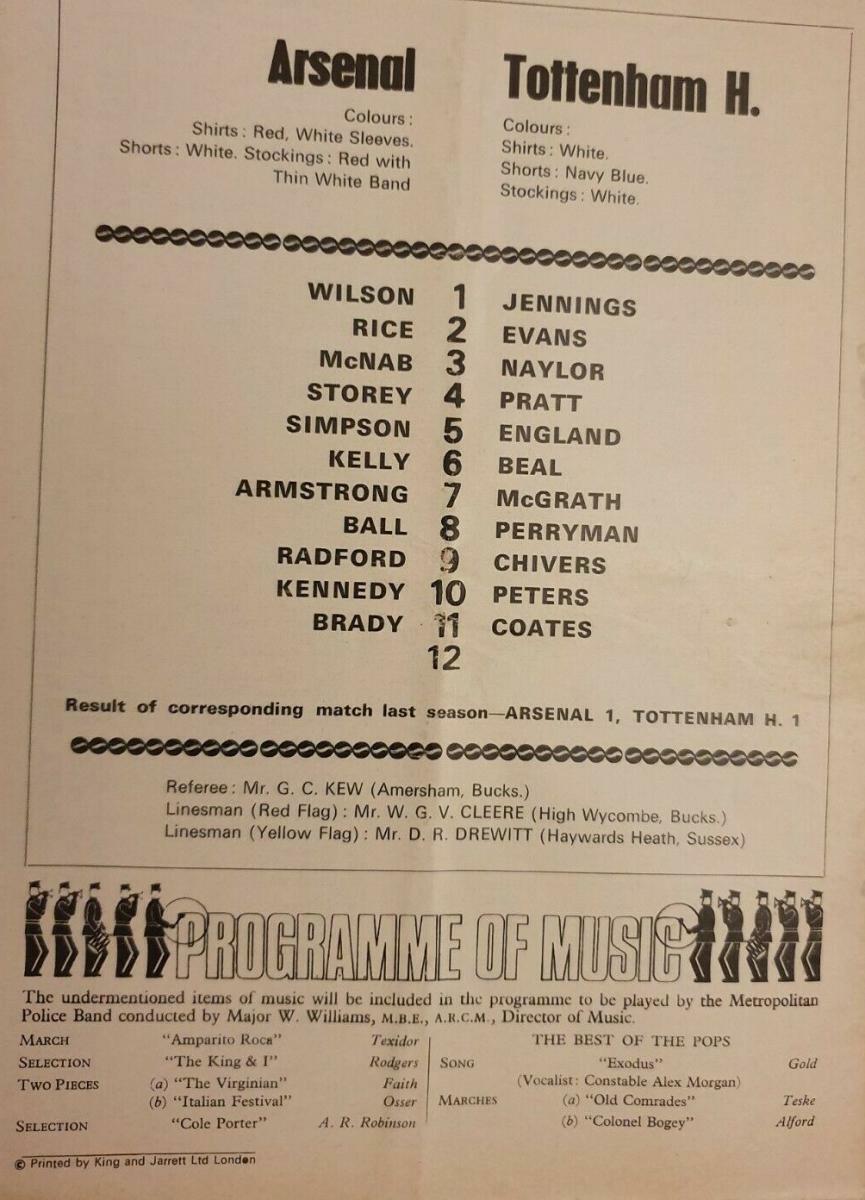 Arsenal
Colours :
Shirts : Red, White Sleeves.
Shorts : White. Stockings : Red with
Thin White Band
Tottenham H.
Colours :
Shirts : White.
Shorts : Navy Blue.
Stockings : White.
WILSON 1 JENNINGS
RICE 2 EVANS
McNAB 3 NAYLOR
STOREY 4 PRATT
SIMPSON 5 ENGLAND
KELLY 6 BEAL
ARMSTRONG 7 McGRATH
BALL 8 PERRYMAN
RADFORD 9 CHIVERS
KENNEDY 10 PETERS
BRADY 11 COATES
12
Result of corresponding match last season—ARSENAL 1, TOTTENHAM H. 1
Referee : Mr. G. C. KEW (Amersham, Bucks.)
Linesman (Red Flag) : Mr. W. G. V. CLEERE (High Wycombe, Bucks.)
Linesman (Yellow Flag) : Mr. D. R. DREWITT (Haywards Heath, Sussex)
PROGRAMME OF MUSIC
The undermentioned items of music will be included in the programme to be played by the Metropolitan
Police Band conducted by Major W. Williams, M.B.E., A.R.C.M., Director of Music.
MARCH "Amparito Roca" Texidor
SELECTION "The King & I" Rodgers
TWO PIECES (a) "The Virginian" Faith
(b) "Italian Festival" Osser
SELECTION "Cole Porter" A. R. Robinson
THE BEST OF THE POPS
SONG "Exodus" Gold
(Vocalist: Constable Alex Morgan)
MARCHES (a) "Old Comrades" Teske
(b) "Colonel Bogey" Alford
© Printed by King and Jarrett Ltd London